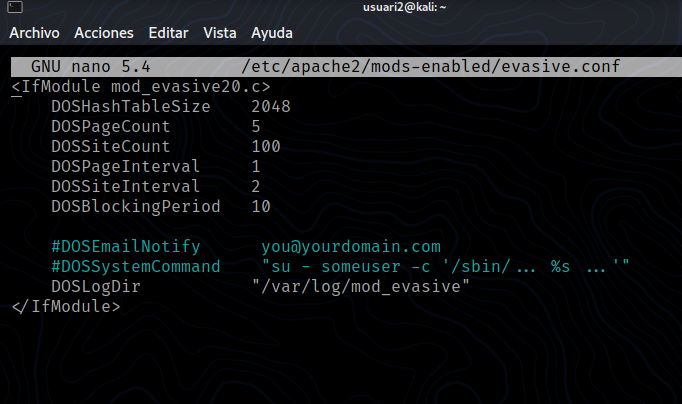 usuari2@kali: ~
Archivo Acciones Editar Vista Ayuda
GNU nano 5.4 /etc/apache2/mods-enabled/evasive.conf
<IfModule mod_evasive20.c>
    DOSHashTableSize    2048
    DOSPageCount        5
    DOSSiteCount        100
    DOSPageInterval     1
    DOSSiteInterval     2
    DOSBlockingPeriod   10
    #DOSEmailNotify      you@yourdomain.com
    #DOSSystemCommand    "su - someuser -c '/sbin/... %s ...'"
    DOSLogDir           "/var/log/mod_evasive"
</IfModule>